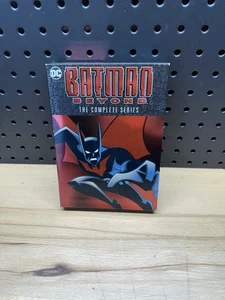 DC
BATMAN
BEYOND
THE COMPLETE SERIES